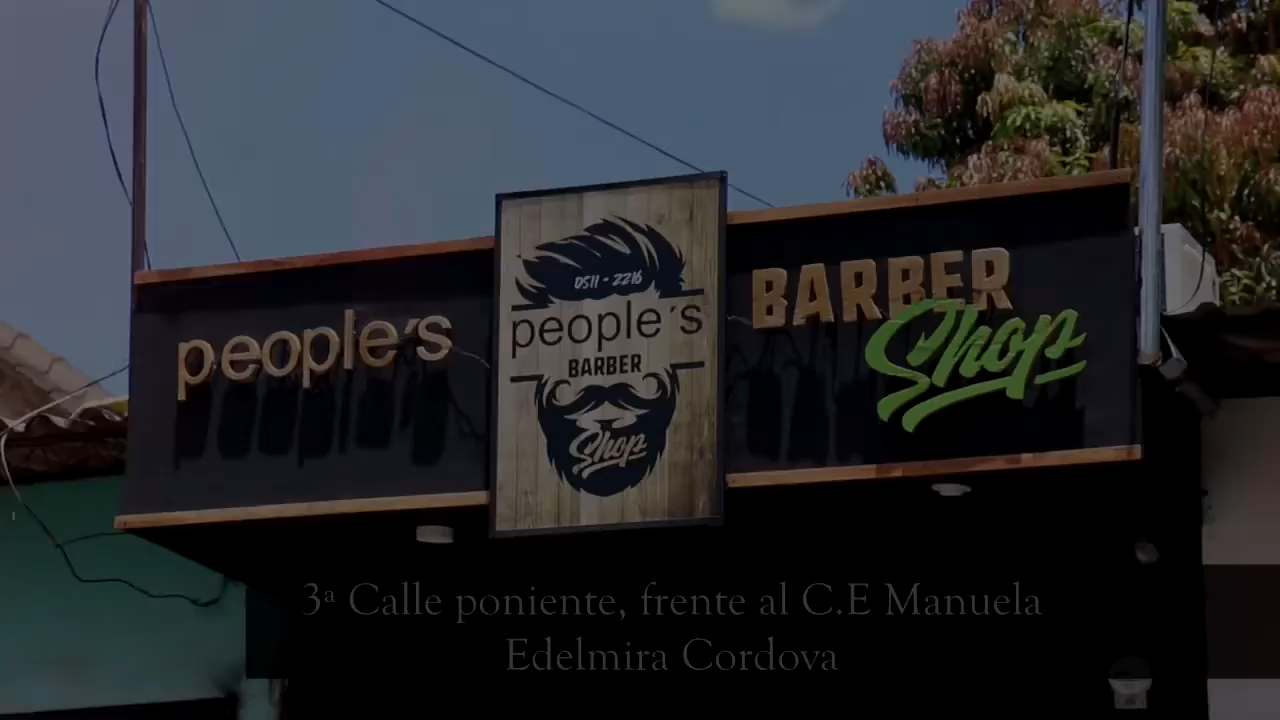 people´s
0511 - 2216
people´s
BARBER
Shop
BARBER
Shop
3ª Calle poniente, frente al C.E Manuela
Edelmira Cordova